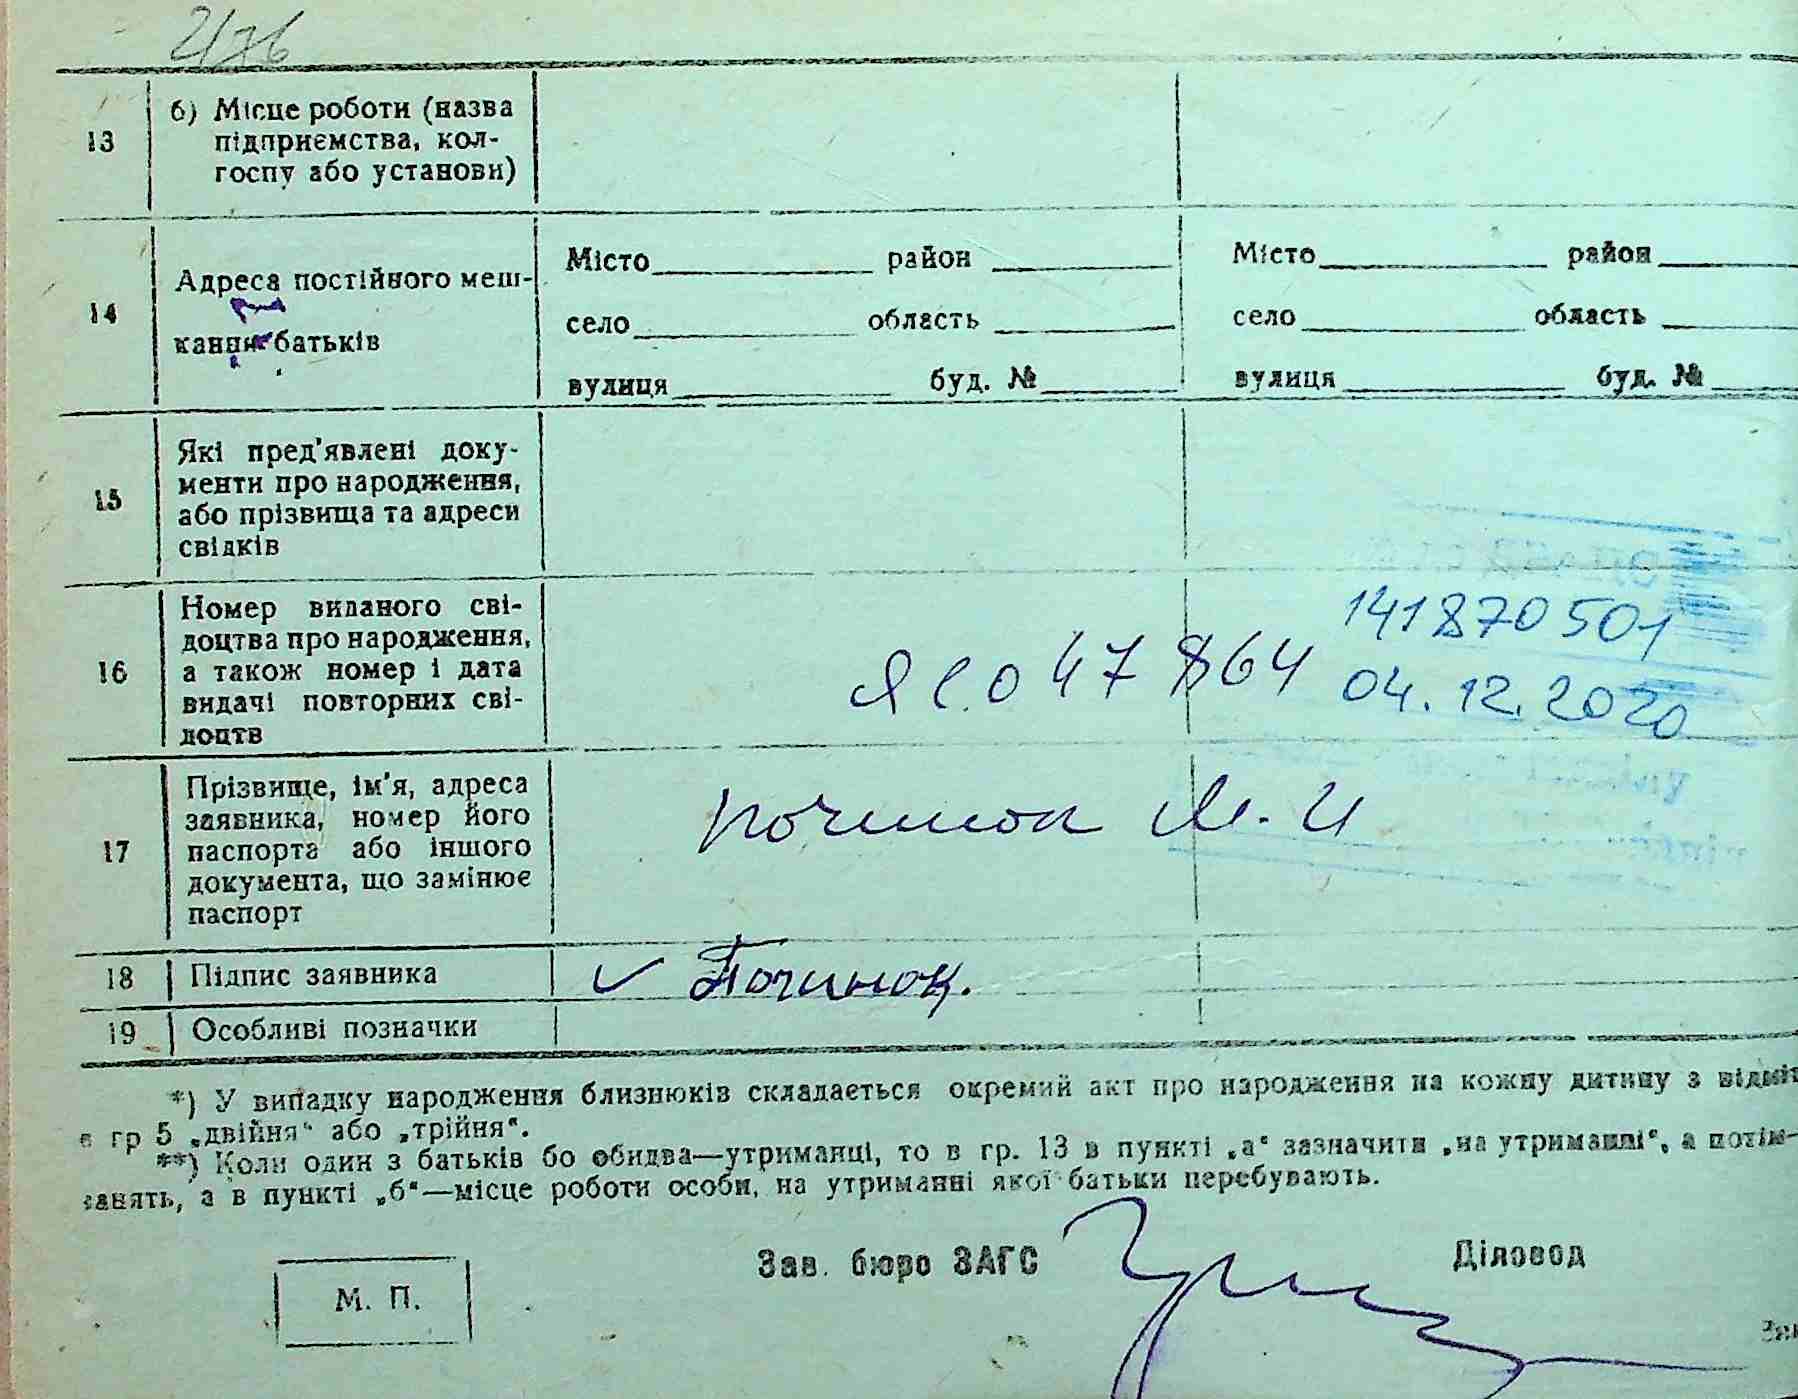 2/76
13
б) Місце роботи (назва
підприємства, кол-
госпу або установи)
14
Адреса постійного меш-
кання батьків
Місто район
село область
вулиця буд. №
Місто район
село область
вулиця буд. №
15
Які пред'явлені доку-
менти про народження,
або прізвища та адреси
свідків
16
Номер виданого сві-
доцтва про народження,
а також номер і дата
видачі повторних сві-
доцтв
047864
141870501
04.12.2020
17
Прізвище, ім'я, адреса
заявника, номер його
паспорта або іншого
документа, що замінює
паспорт
Починок М. И
18 Підпис заявника
Починок.
19 Особливі позначки
*) У випадку народження близнюків складається окремий акт про народження на кожну дитину з відміт
в гр 5 „двійня“ або „трійня“.
**) Коли один з батьків бо обидва—утриманці, то в гр. 13 в пункті „а“ зазначити „на утриманні“, а потім—
занять, а в пункті „б“—місце роботи особи, на утриманні якої батьки перебувають.
М. П.
Зав. бюро ЗАГС
Діловод